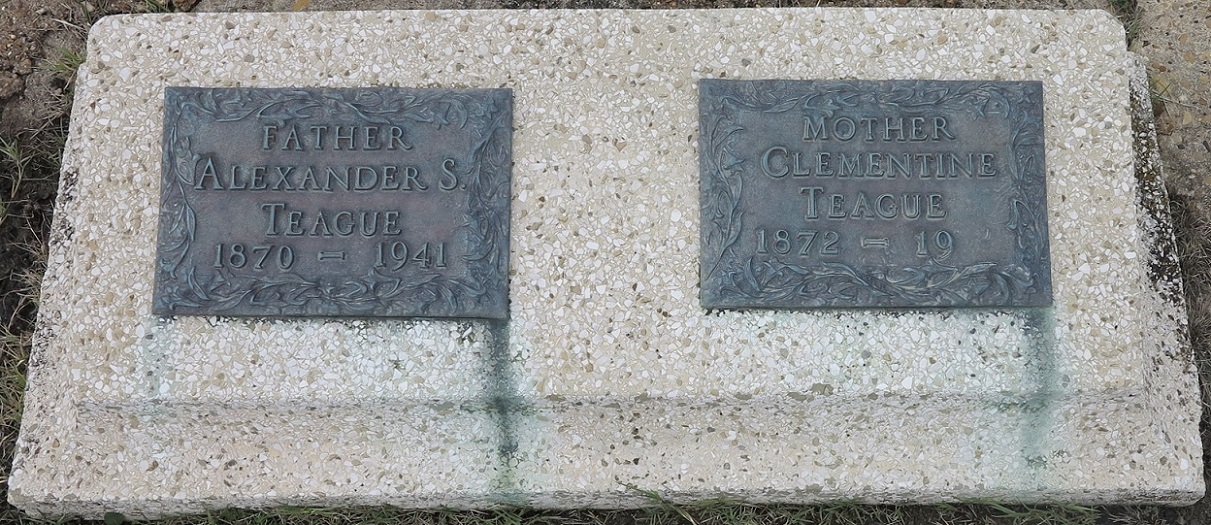 FATHER
ALEXANDER S.
TEAGUE
1870 – 1941
MOTHER
CLEMENTINE
TEAGUE
1872 – 19